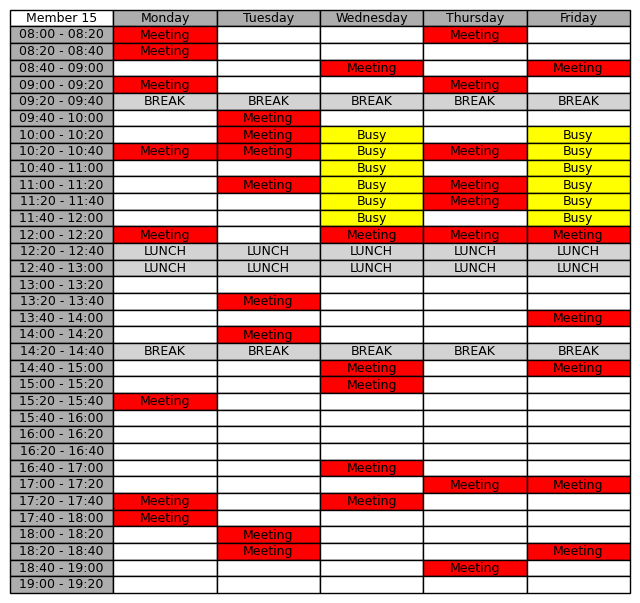 Member 15 Monday Tuesday Wednesday Thursday Friday
08:00 - 08:20 Meeting Meeting
08:20 - 08:40 Meeting
08:40 - 09:00 Meeting Meeting
09:00 - 09:20 Meeting Meeting
09:20 - 09:40 BREAK BREAK BREAK BREAK BREAK
09:40 - 10:00 Meeting
10:00 - 10:20 Meeting Busy Busy
10:20 - 10:40 Meeting Meeting Busy Meeting Busy
10:40 - 11:00 Busy Busy
11:00 - 11:20 Meeting Busy Meeting Busy
11:20 - 11:40 Busy Meeting Busy
11:40 - 12:00 Busy Busy
12:00 - 12:20 Meeting Meeting Meeting Meeting
12:20 - 12:40 LUNCH LUNCH LUNCH LUNCH LUNCH
12:40 - 13:00 LUNCH LUNCH LUNCH LUNCH LUNCH
13:00 - 13:20
13:20 - 13:40 Meeting
13:40 - 14:00 Meeting
14:00 - 14:20 Meeting
14:20 - 14:40 BREAK BREAK BREAK BREAK BREAK
14:40 - 15:00 Meeting Meeting
15:00 - 15:20 Meeting
15:20 - 15:40 Meeting
15:40 - 16:00
16:00 - 16:20
16:20 - 16:40
16:40 - 17:00 Meeting
17:00 - 17:20 Meeting Meeting
17:20 - 17:40 Meeting Meeting
17:40 - 18:00 Meeting
18:00 - 18:20 Meeting
18:20 - 18:40 Meeting Meeting
18:40 - 19:00 Meeting
19:00 - 19:20